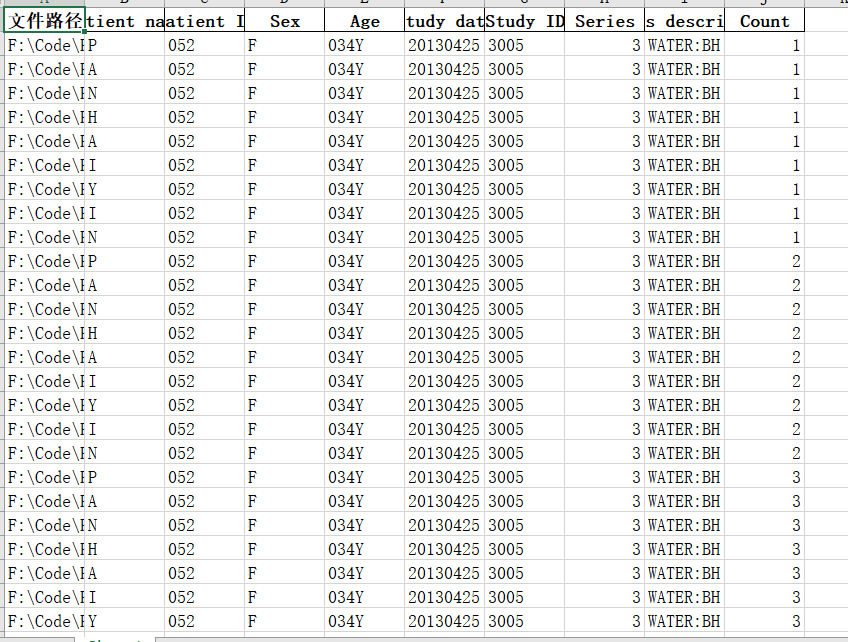 文件路径 tient na atient I Sex Age tudy dat Study ID Series s descri Count
F:\Code\ P 052 F 034Y 20130425 3005 3 WATER:BH 1
F:\Code\ A 052 F 034Y 20130425 3005 3 WATER:BH 1
F:\Code\ N 052 F 034Y 20130425 3005 3 WATER:BH 1
F:\Code\ H 052 F 034Y 20130425 3005 3 WATER:BH 1
F:\Code\ A 052 F 034Y 20130425 3005 3 WATER:BH 1
F:\Code\ I 052 F 034Y 20130425 3005 3 WATER:BH 1
F:\Code\ Y 052 F 034Y 20130425 3005 3 WATER:BH 1
F:\Code\ I 052 F 034Y 20130425 3005 3 WATER:BH 1
F:\Code\ N 052 F 034Y 20130425 3005 3 WATER:BH 1
F:\Code\ P 052 F 034Y 20130425 3005 3 WATER:BH 2
F:\Code\ A 052 F 034Y 20130425 3005 3 WATER:BH 2
F:\Code\ N 052 F 034Y 20130425 3005 3 WATER:BH 2
F:\Code\ H 052 F 034Y 20130425 3005 3 WATER:BH 2
F:\Code\ A 052 F 034Y 20130425 3005 3 WATER:BH 2
F:\Code\ I 052 F 034Y 20130425 3005 3 WATER:BH 2
F:\Code\ Y 052 F 034Y 20130425 3005 3 WATER:BH 2
F:\Code\ I 052 F 034Y 20130425 3005 3 WATER:BH 2
F:\Code\ N 052 F 034Y 20130425 3005 3 WATER:BH 2
F:\Code\ P 052 F 034Y 20130425 3005 3 WATER:BH 3
F:\Code\ A 052 F 034Y 20130425 3005 3 WATER:BH 3
F:\Code\ N 052 F 034Y 20130425 3005 3 WATER:BH 3
F:\Code\ H 052 F 034Y 20130425 3005 3 WATER:BH 3
F:\Code\ A 052 F 034Y 20130425 3005 3 WATER:BH 3
F:\Code\ I 052 F 034Y 20130425 3005 3 WATER:BH 3
F:\Code\ Y 052 F 034Y 20130425 3005 3 WATER:BH 3